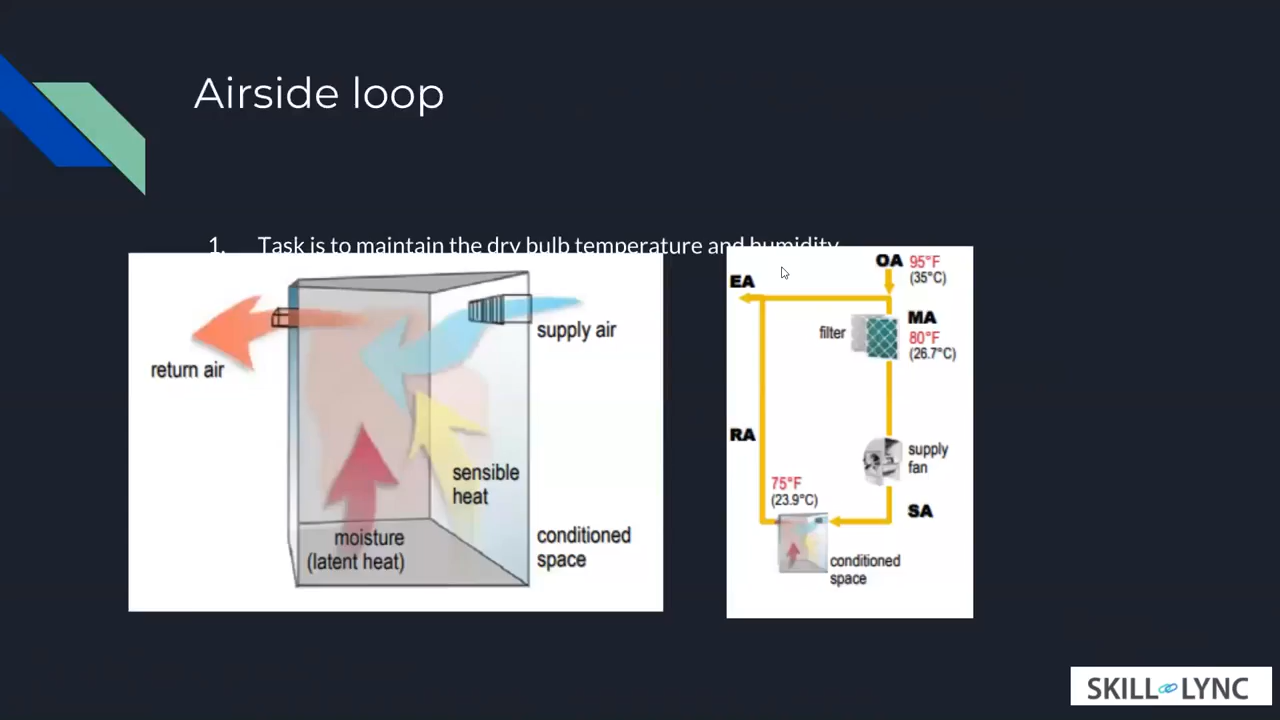 Airside loop
1. Task is to maintain the dry bulb temperature and humidity
return air
supply air
sensible
heat
moisture
(latent heat)
conditioned
space
OA 95°F
(35°C)
EA
MA
filter
80°F
(26.7°C)
RA
supply
fan
75°F
(23.9°C)
SA
conditioned
space
SKILL LYNC